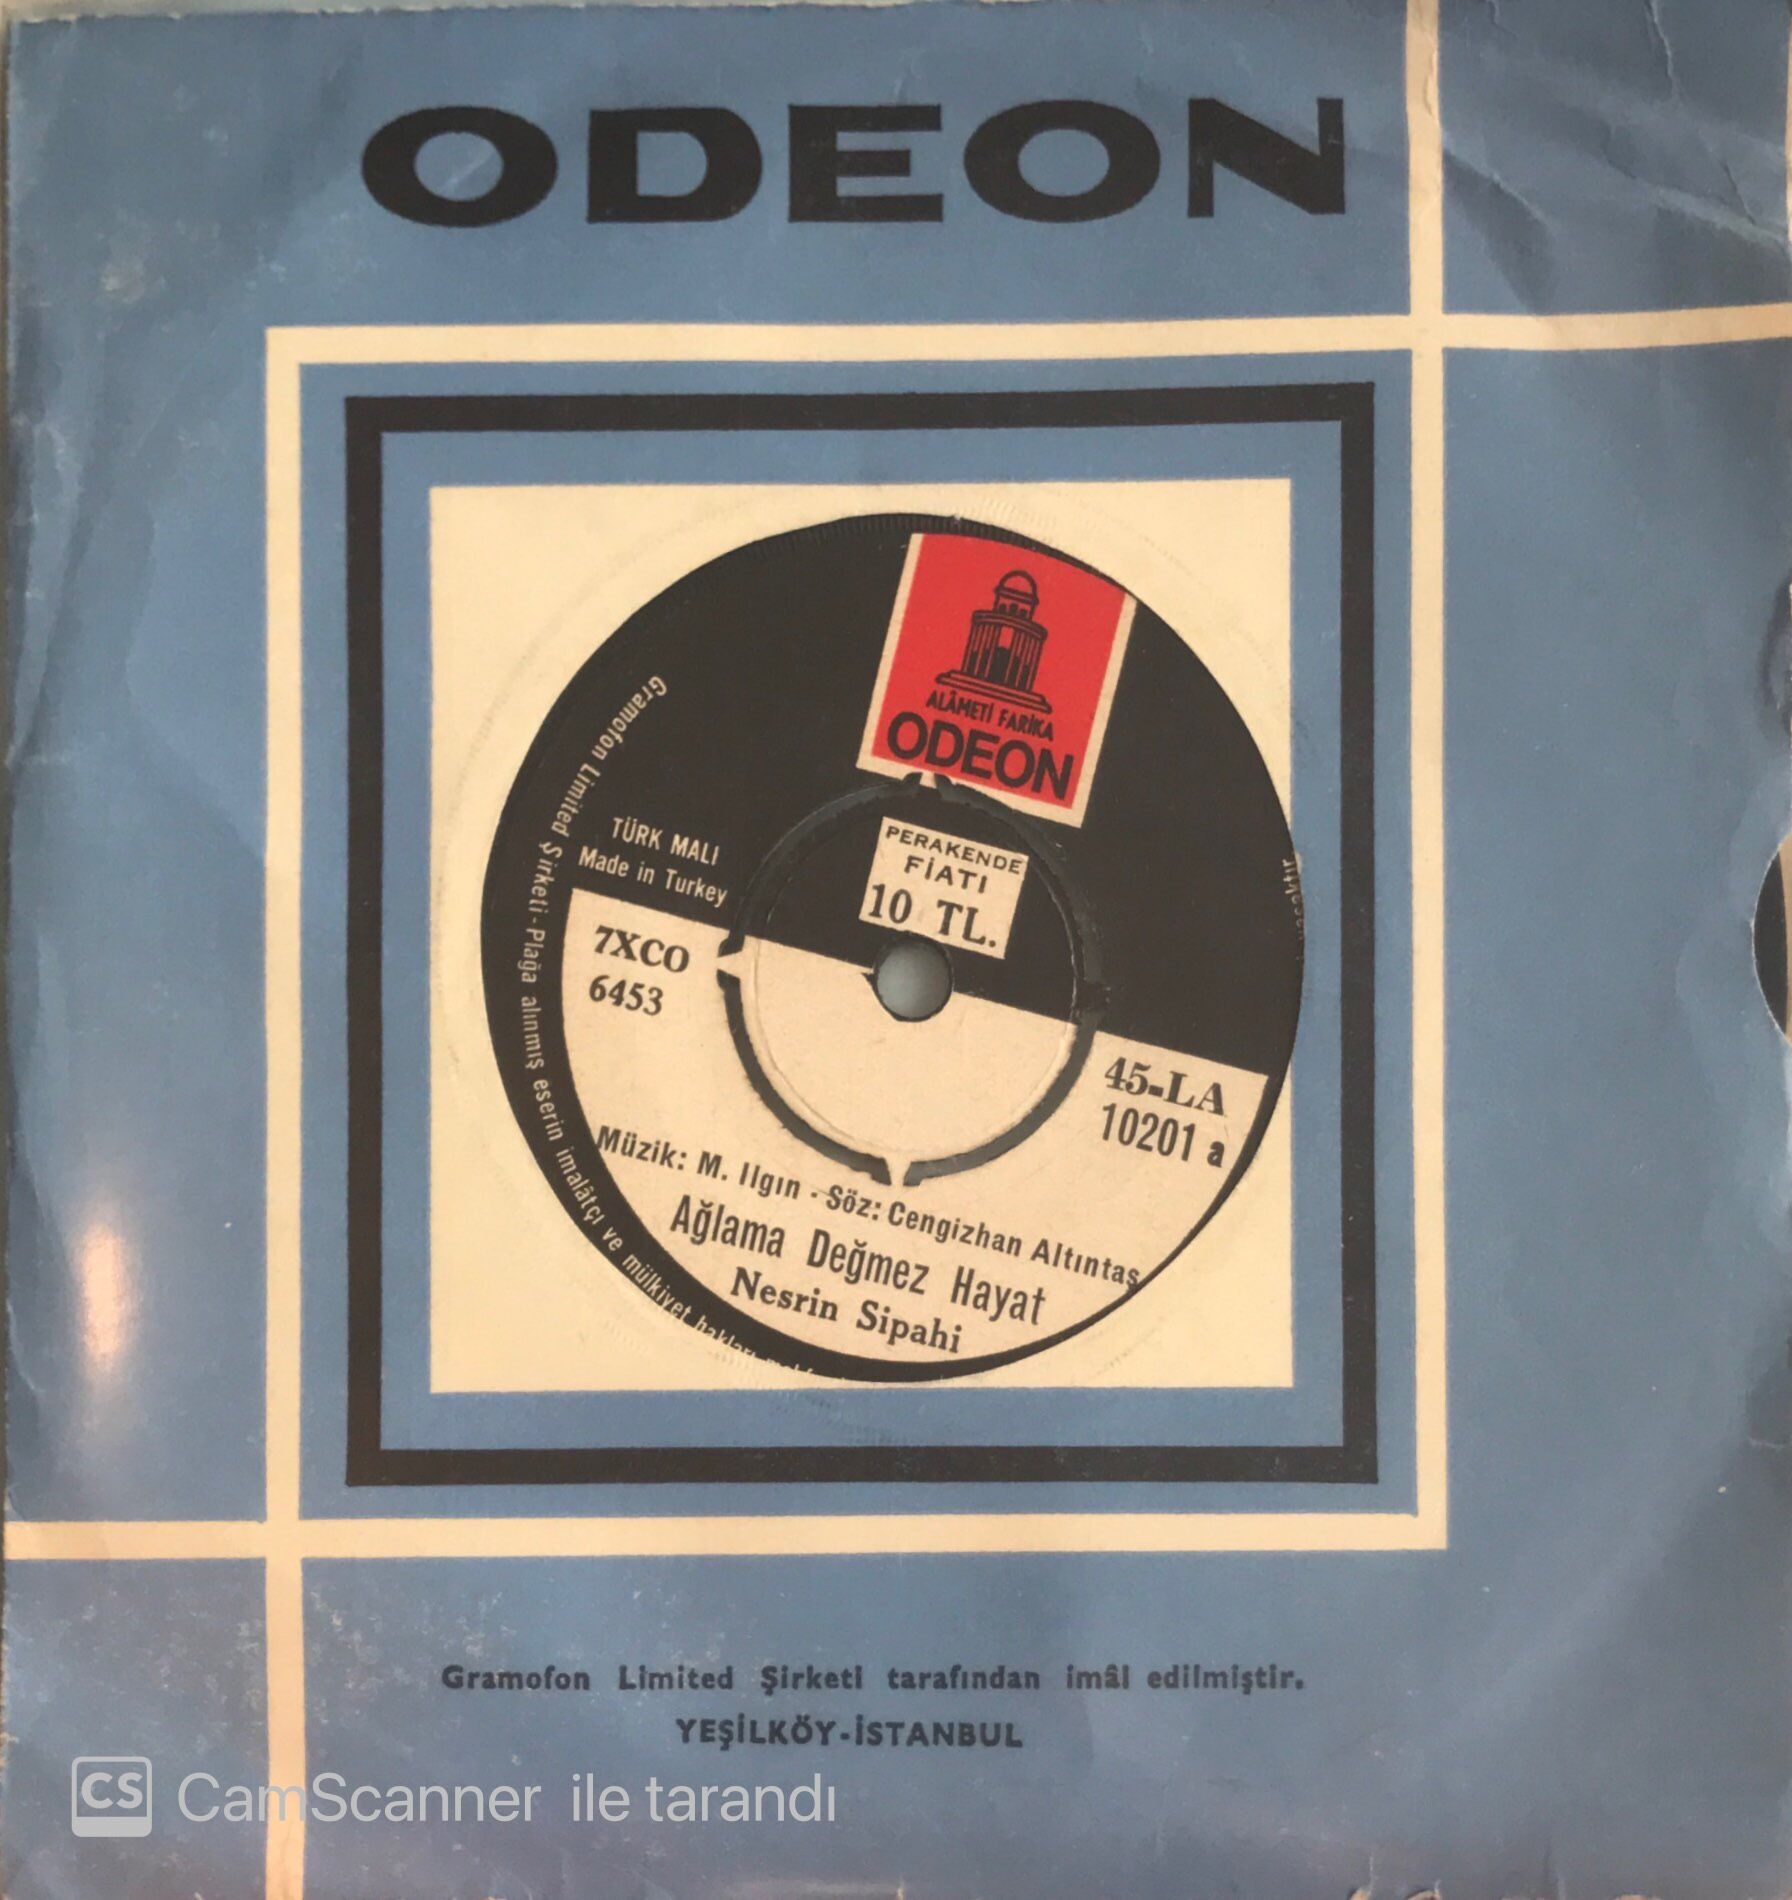 ODEON
ALÂMETİ FARİKA
ODEON
PERAKENDE
FİATI
10 TL.
TÜRK MALI
Made in Turkey
7XCO
6453
45-LA
10201 a
Müzik: M. Ilgın - Söz: Cengizhan Altıntaş
Ağlama Değmez Hayat
Nesrin Sipahi
Gramofon Limited Şirketi - Plağa alınmış eserin imalâtçı ve mülkiyet hakları
Gramofon Limited Şirketi tarafından imâl edilmiştir.
YEŞİLKÖY-İSTANBUL
CS CamScanner ile tarandı